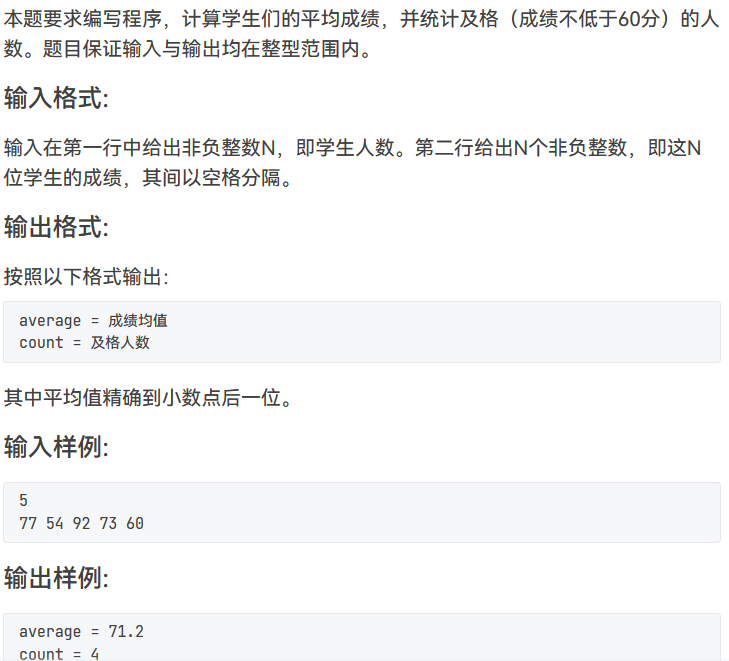 本题要求编写程序，计算学生们的平均成绩，并统计及格（成绩不低于60分）的人
数。题目保证输入与输出均在整型范围内。
输入格式:
输入在第一行中给出非负整数N，即学生人数。第二行给出N个非负整数，即这N
位学生的成绩，其间以空格分隔。
输出格式:
按照以下格式输出：
average = 成绩均值
count = 及格人数
其中平均值精确到小数点后一位。
输入样例:
5
77 54 92 73 60
输出样例:
average = 71.2
count = 4